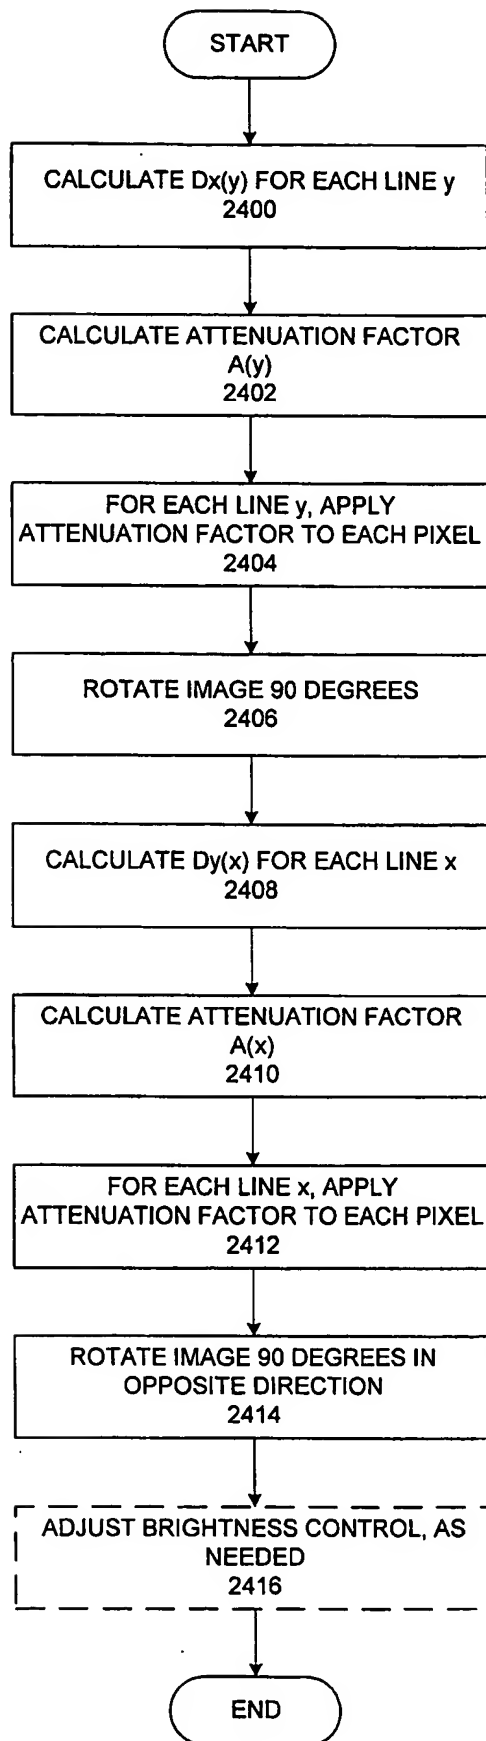 START
CALCULATE Dx(y) FOR EACH LINE y
2400
CALCULATE ATTENUATION FACTOR
A(y)
2402
FOR EACH LINE y, APPLY
ATTENUATION FACTOR TO EACH PIXEL
2404
ROTATE IMAGE 90 DEGREES
2406
CALCULATE Dy(x) FOR EACH LINE x
2408
CALCULATE ATTENUATION FACTOR
A(x)
2410
FOR EACH LINE x, APPLY
ATTENUATION FACTOR TO EACH PIXEL
2412
ROTATE IMAGE 90 DEGREES IN
OPPOSITE DIRECTION
2414
ADJUST BRIGHTNESS CONTROL, AS
NEEDED
2416
END